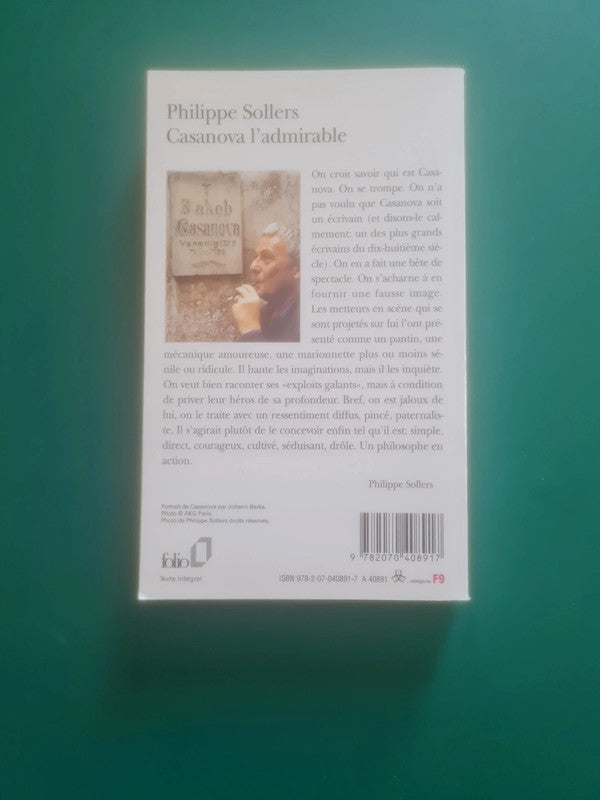 Philippe Sollers
Casanova l'admirable
†
Jakob
Casanova
Venedig 1725
On croit savoir qui est Casa-
nova. On se trompe. On n'a
pas voulu que Casanova soit
un écrivain (et disons-le cal-
mement: un des plus grands
écrivains du dix-huitième siè-
cle). On en a fait une bête de
spectacle. On s'acharne à en
fournir une fausse image.
Les metteurs en scène qui se
sont projetés sur lui l'ont pré-
senté comme un pantin, une
mécanique amoureuse, une marionnette plus ou moins sé-
nile ou ridicule. Il hante les imaginations, mais il les inquiète.
On veut bien raconter ses «exploits galants», mais à condition
de priver leur héros de sa profondeur. Bref, on est jaloux de
lui, on le traite avec un ressentiment diffus, pincé, paternalis-
te. Il s'agirait plutôt de le concevoir enfin tel qu'il est: simple,
direct, courageux, cultivé, séduisant, drôle. Un philosophe en
action.
Philippe Sollers
Portrait de Casanova par Johann Berka.
Photo © AKG Paris.
Photo de Philippe Sollers droits réservés.
folio
Texte intégral
9 782070 408917
ISBN 978-2-07-040891-7 A 40891 catégorie F9